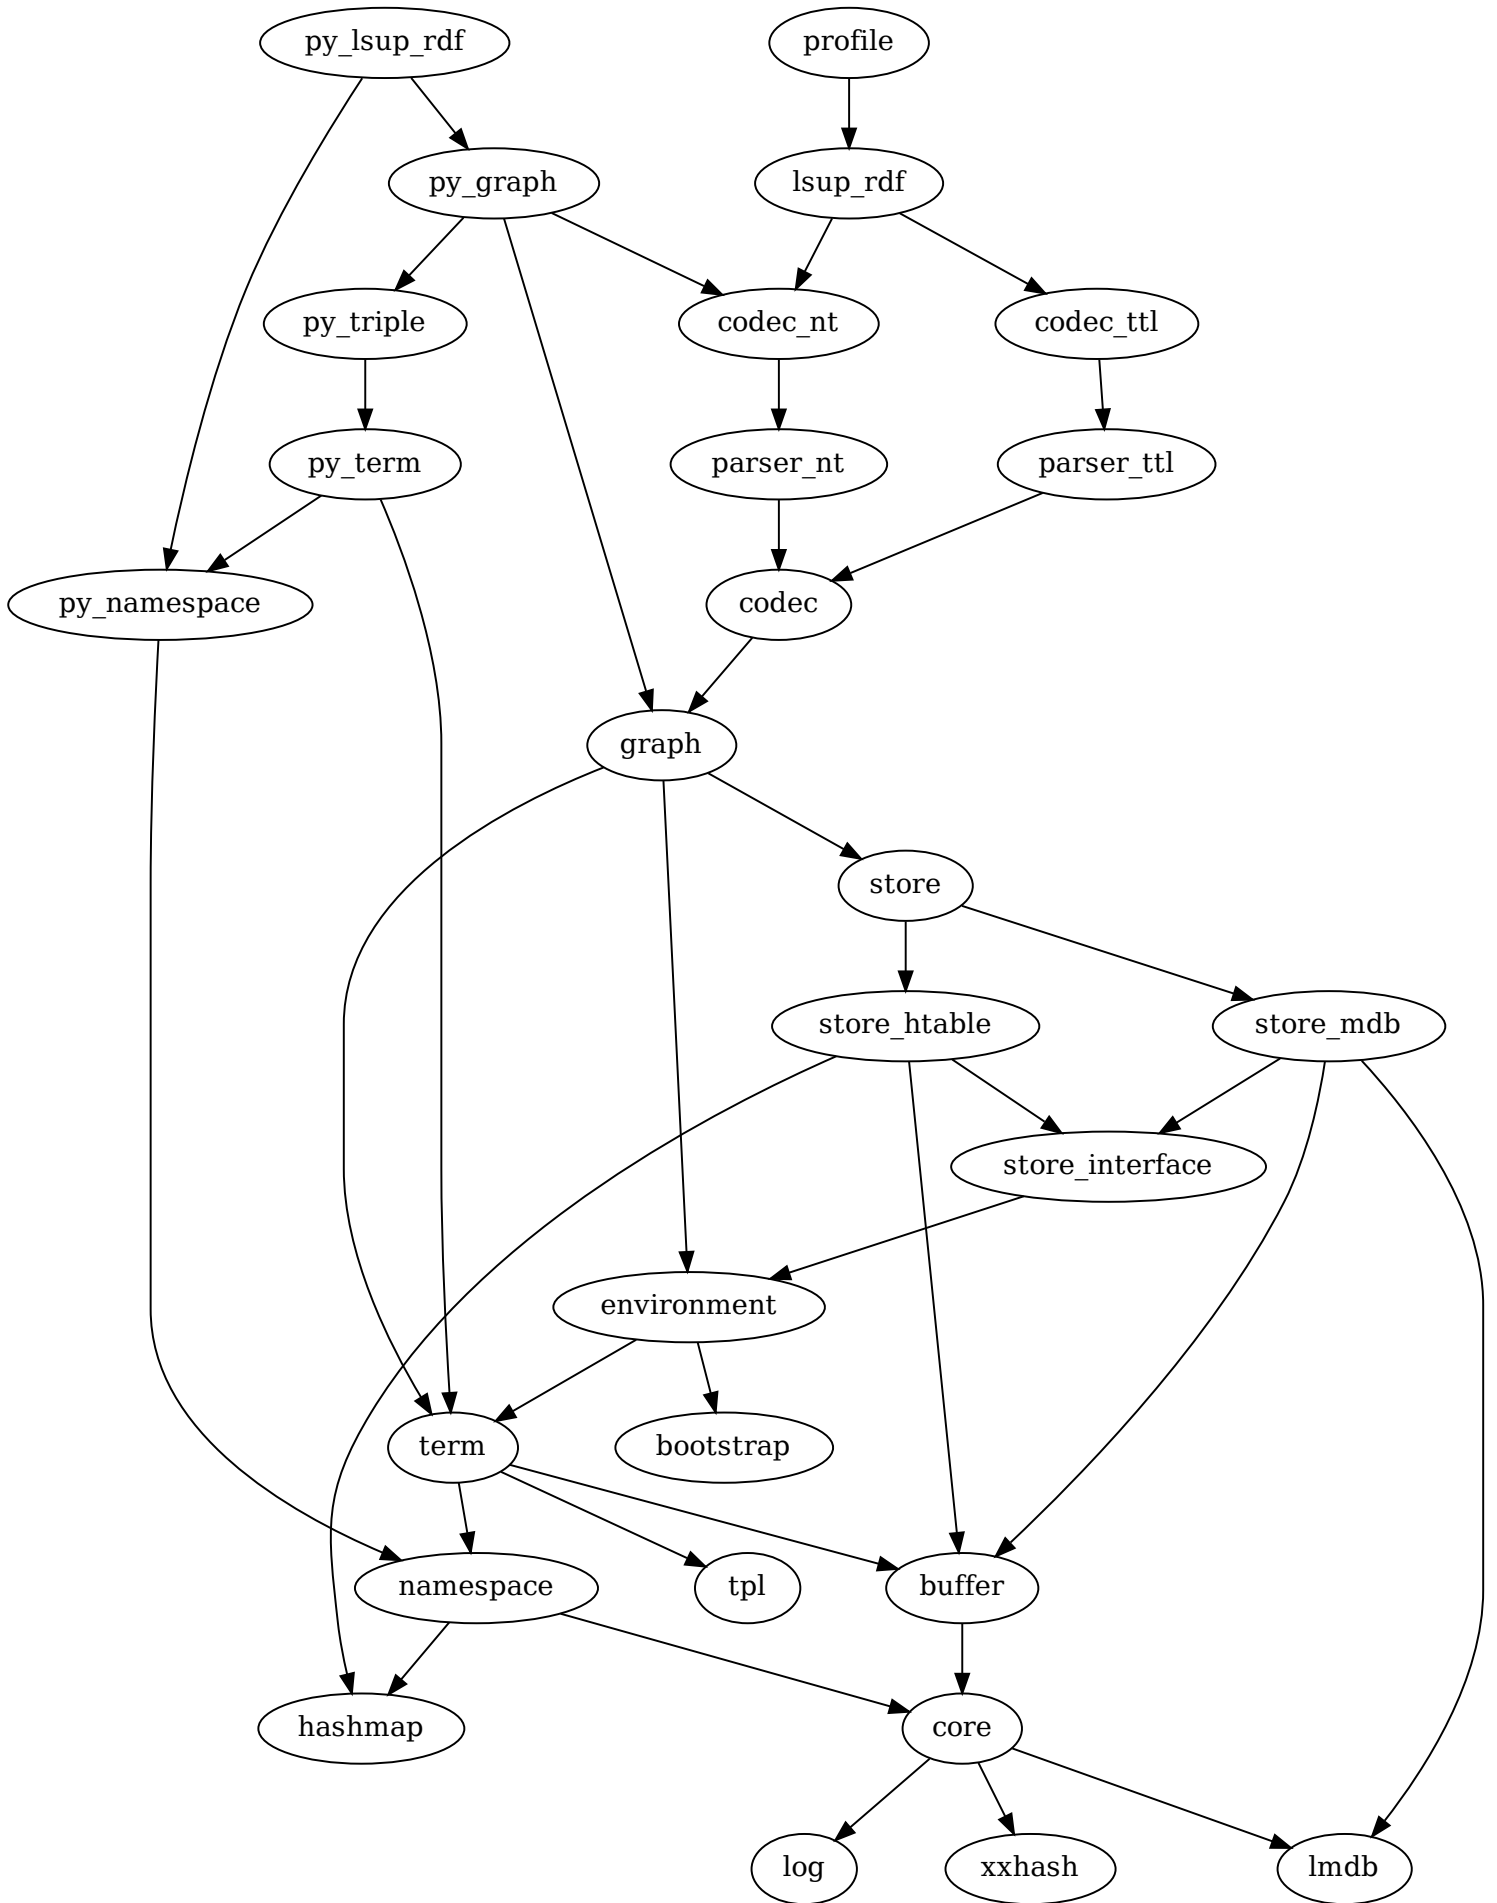 py_lsup_rdf
profile
py_graph
lsup_rdf
py_triple
codec_nt
codec_ttl
py_term
parser_nt
parser_ttl
py_namespace
codec
graph
store
store_htable
store_mdb
store_interface
environment
term
bootstrap
namespace
tpl
buffer
hashmap
core
log
xxhash
lmdb